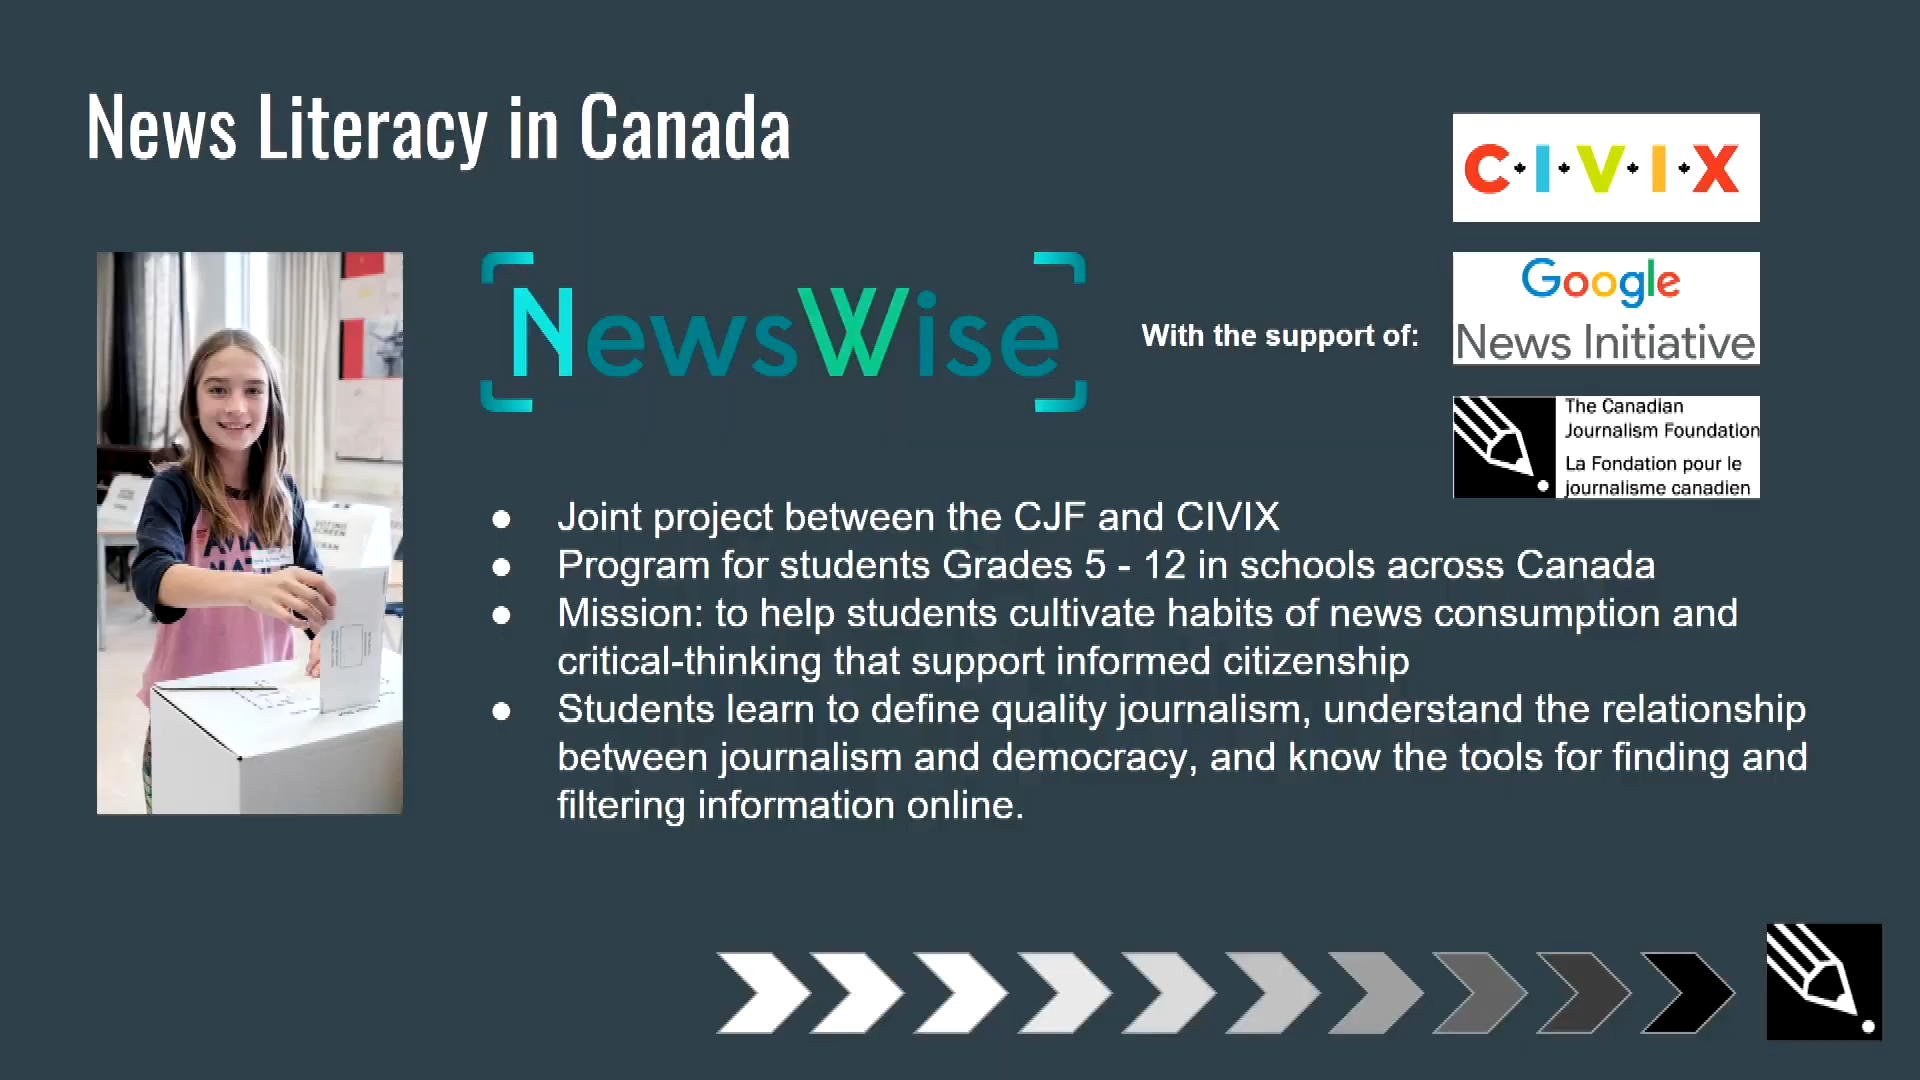 News Literacy in Canada
C·I·V·I·X
NewsWise
With the support of:
Google
News Initiative
The Canadian
Journalism Foundation
La Fondation pour le
journalisme canadien
VOTING
SCREEN
● Joint project between the CJF and CIVIX
● Program for students Grades 5 - 12 in schools across Canada
● Mission: to help students cultivate habits of news consumption and
critical-thinking that support informed citizenship
● Students learn to define quality journalism, understand the relationship
between journalism and democracy, and know the tools for finding and
filtering information online.